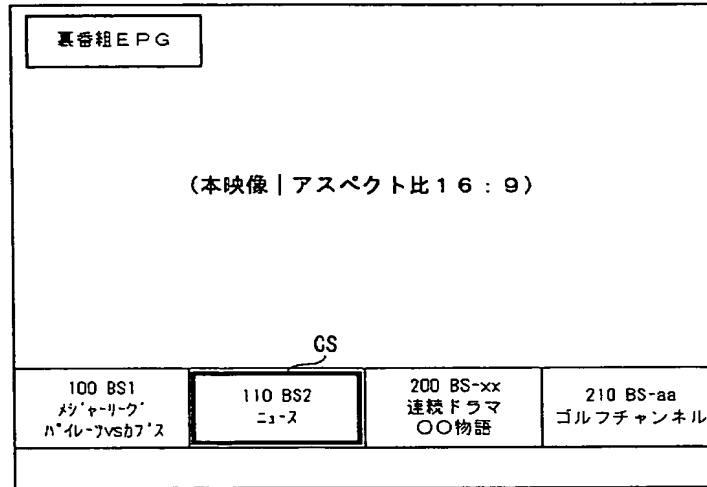 裏番組EPG
(本映像|アスペクト比16:9)
CS
100 BS1
メジャーリーグ
パイレーツvsカブス
110 BS2
ニュース
200 BS-xx
連続ドラマ
〇〇物語
210 BS-aa
ゴルフチャンネル